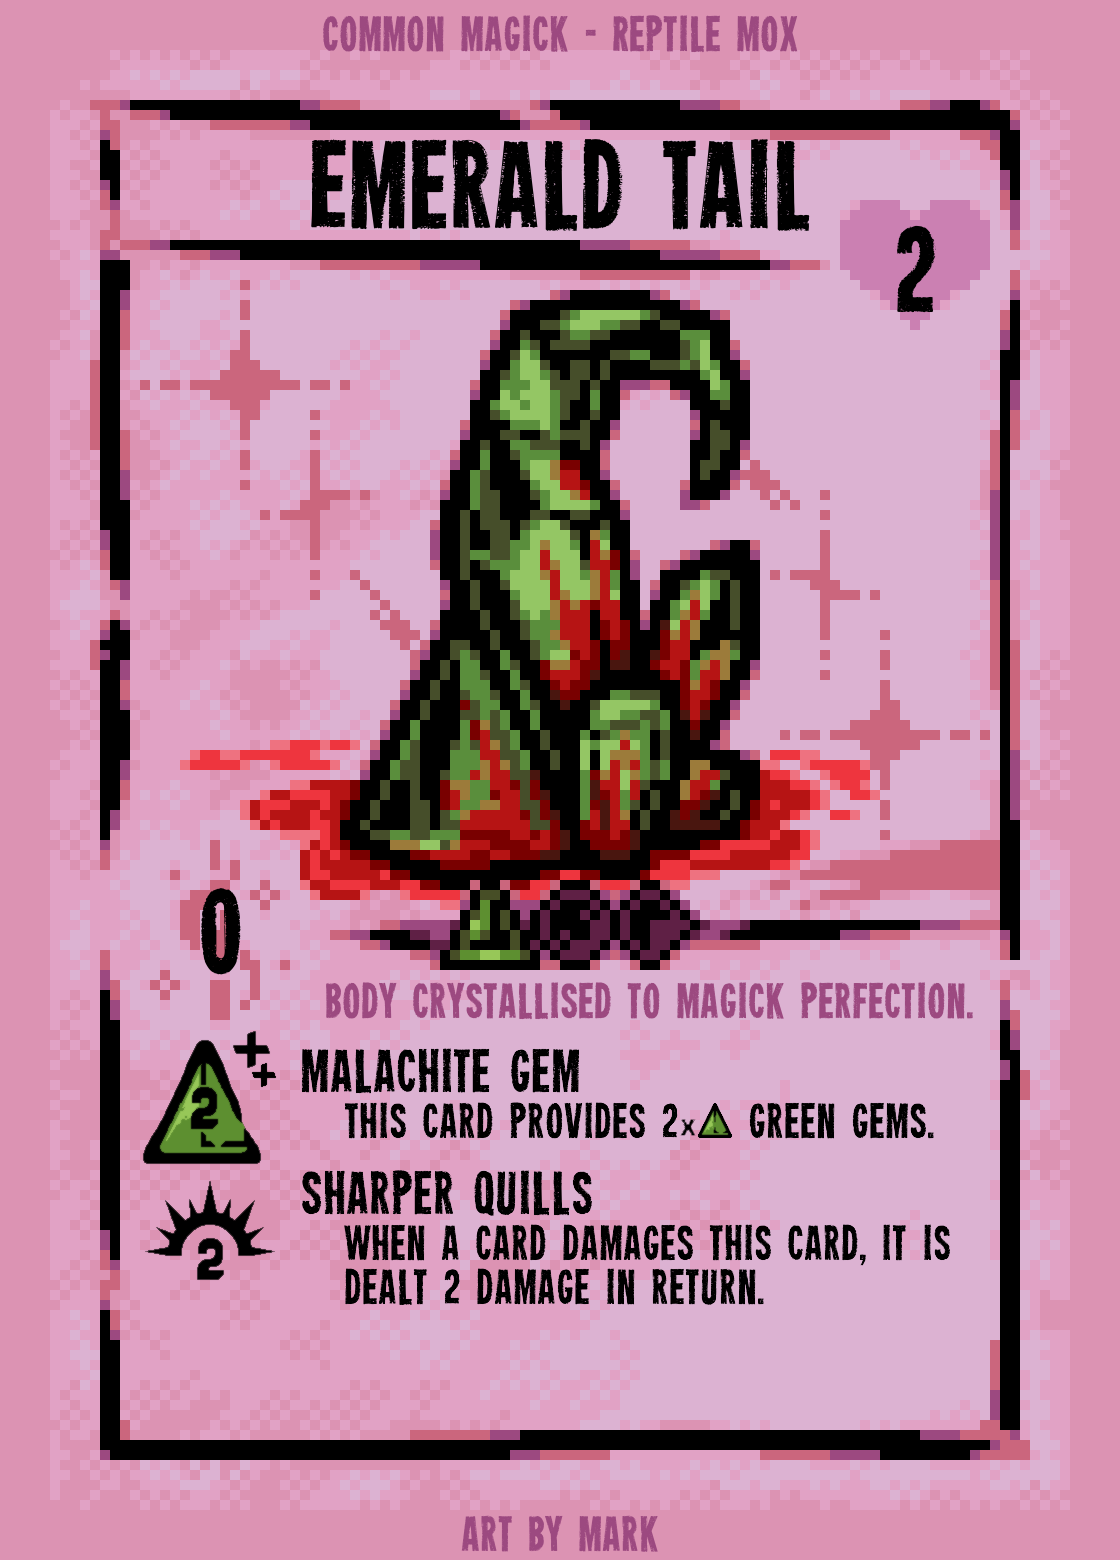 COMMON MAGICK - REPTILE MOX
EMERALD TAIL
2
0
BODY CRYSTALLISED TO MAGICK PERFECTION.
2
MALACHITE GEM
THIS CARD PROVIDES 2x GREEN GEMS.
2
SHARPER QUILLS
WHEN A CARD DAMAGES THIS CARD, IT IS
DEALT 2 DAMAGE IN RETURN.
ART BY MARK